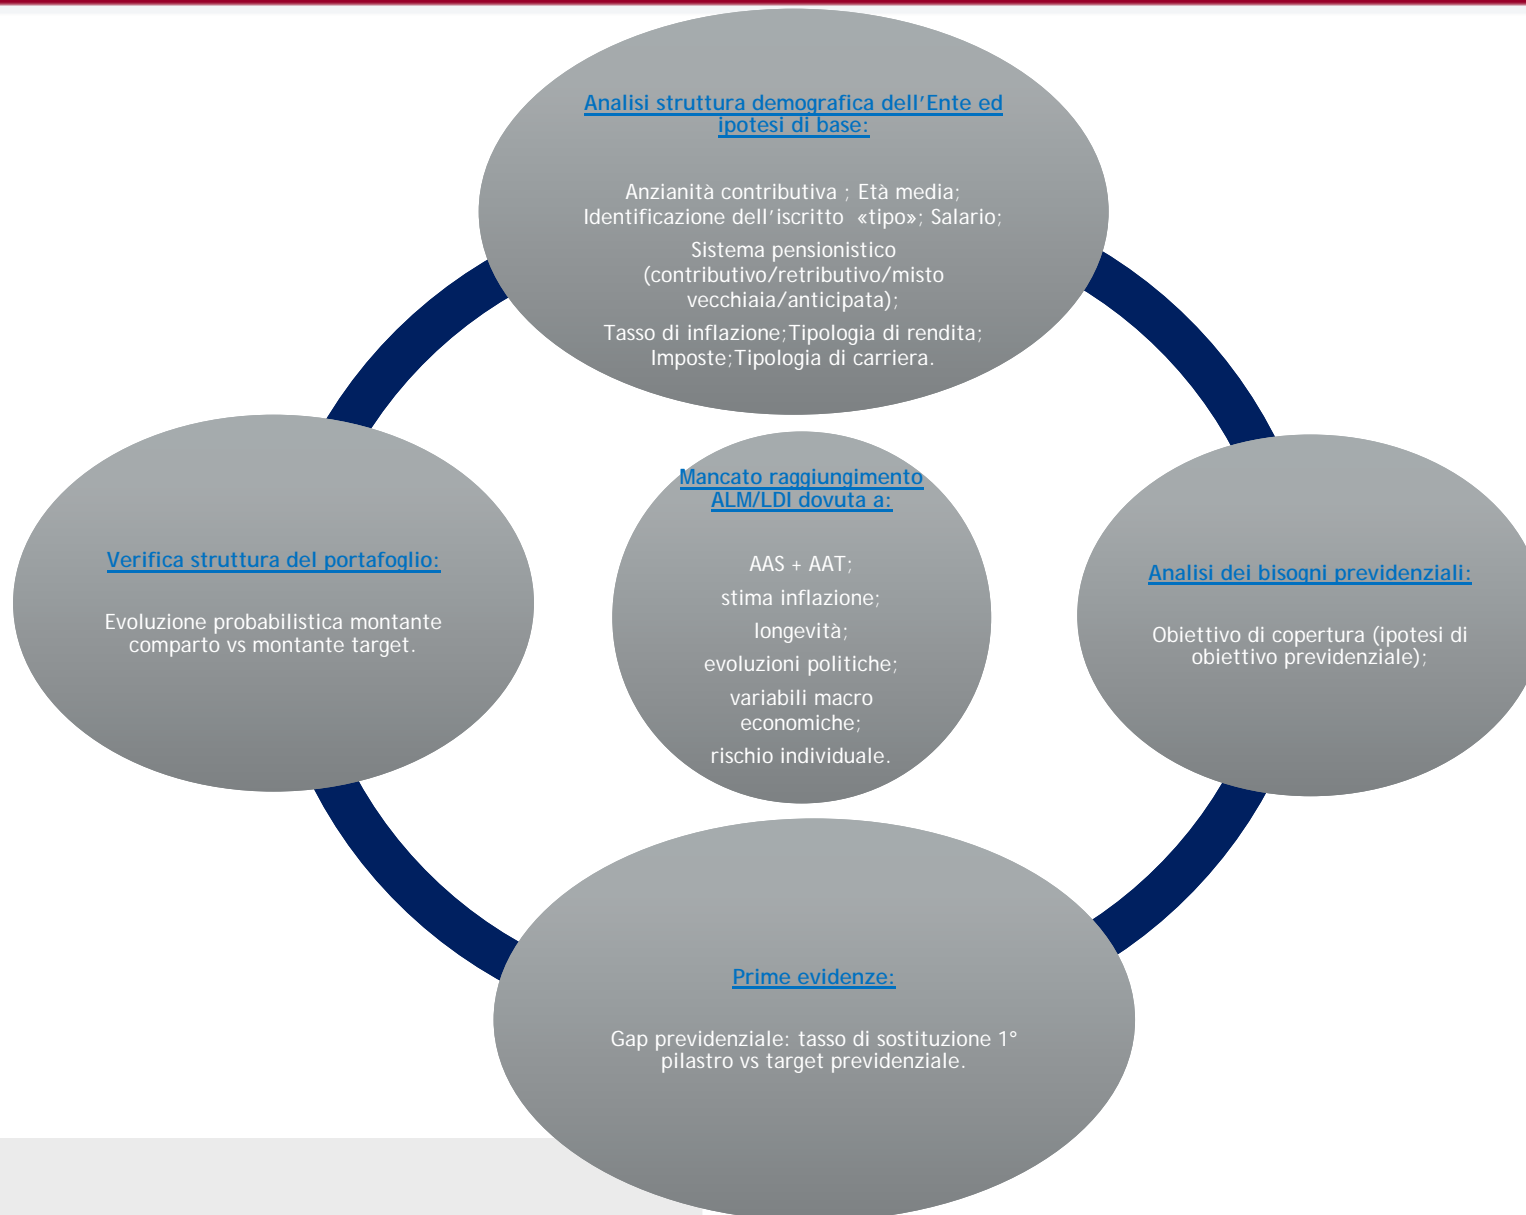 Analisi struttura demografica dell'Ente ed
ipotesi di base:
Anzianità contributiva ; Età media;
Identificazione dell'iscritto «tipo»; Salario;
Sistema pensionistico
(contributivo/retributivo/misto
vecchiaia/anticipata);
Tasso di inflazione;Tipologia di rendita;
Imposte;Tipologia di carriera.
Mancato raggiungimento
ALM/LDI dovuta a:
AAS + AAT;
stima inflazione;
longevità;
evoluzioni politiche;
variabili macro
economiche;
rischio individuale.
Verifica struttura del portafoglio:
Evoluzione probabilistica montante
comparto vs montante target.
Analisi dei bisogni previdenziali:
Obiettivo di copertura (ipotesi di
obiettivo previdenziale);
Prime evidenze:
Gap previdenziale: tasso di sostituzione 1°
pilastro vs target previdenziale.